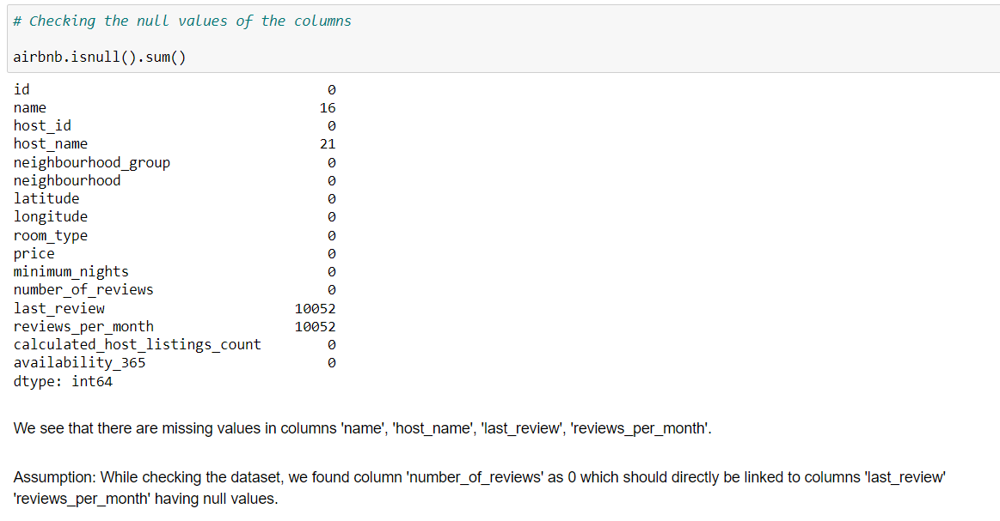 # Checking the null values of the columns
airbnb.isnull().sum()
id 0
name 16
host_id 0
host_name 21
neighbourhood_group 0
neighbourhood 0
latitude 0
longitude 0
room_type 0
price 0
minimum_nights 0
number_of_reviews 0
last_review 10052
reviews_per_month 10052
calculated_host_listings_count 0
availability_365 0
dtype: int64
We see that there are missing values in columns 'name', 'host_name', 'last_review', 'reviews_per_month'.
Assumption: While checking the dataset, we found column 'number_of_reviews' as 0 which should directly be linked to columns 'last_review'
'reviews_per_month' having null values.